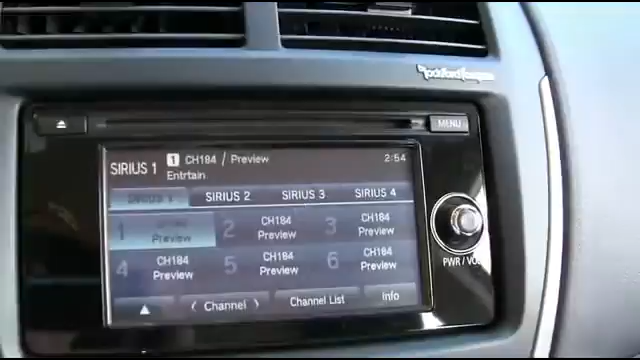 Rockford Fosgate
MENU
SIRIUS 1 1 CH184 / Preview 2:54
Entrtain
SIRIUS 1 SIRIUS 2 SIRIUS 3 SIRIUS 4
1 Preview 2 CH184 Preview 3 CH184 Preview
4 CH184 Preview 5 CH184 Preview 6 CH184 Preview
▲ ‹ Channel › Channel List Info
PWR / VOL